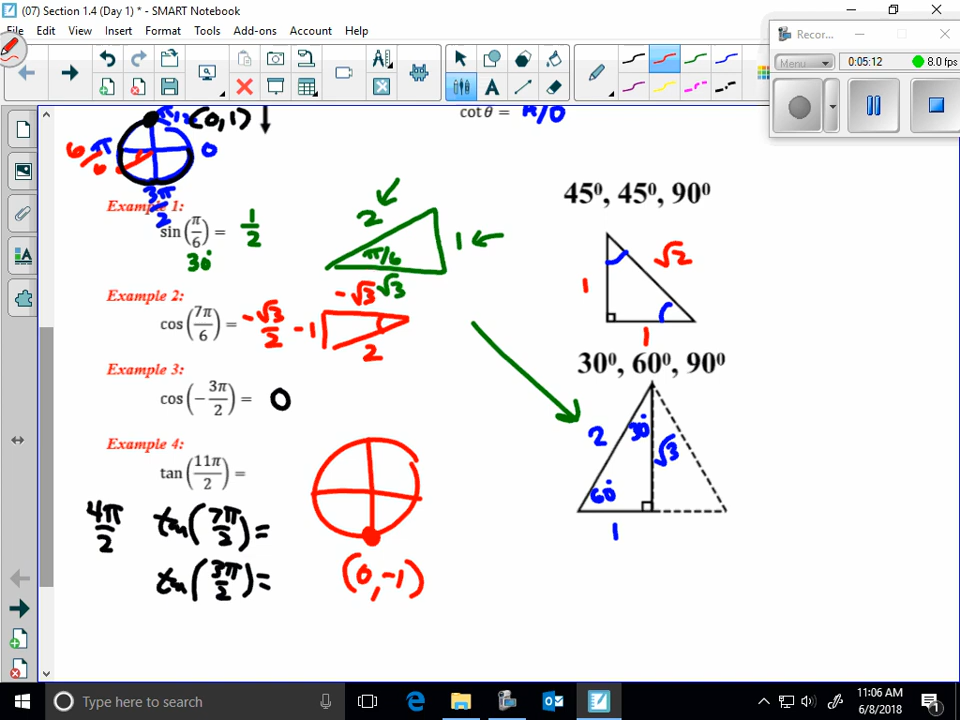 (07) Section 1.4 (Day 1) * - SMART Notebook
File Edit View Insert Format Tools Add-ons Account Help
Recor...
Menu
0:05:12
8.0 fps
(0,1)
cot θ = A/O
π 0
6/6
3π/2
Example 1:
sin(π/6) = 1/2
30°
2
π/6
1
√3
Example 2:
cos(7π/6) = -√3/2
-√3
-1
2
Example 3:
cos(-3π/2) = 0
Example 4:
tan(11π/2) =
4π/2 tan(7π/2) =
tan(3π/2) =
(0,-1)
45⁰, 45⁰, 90⁰
1
√2
1
30⁰, 60⁰, 90⁰
2
30°
√3
60°
1
Type here to search
11:06 AM
6/8/2018
1